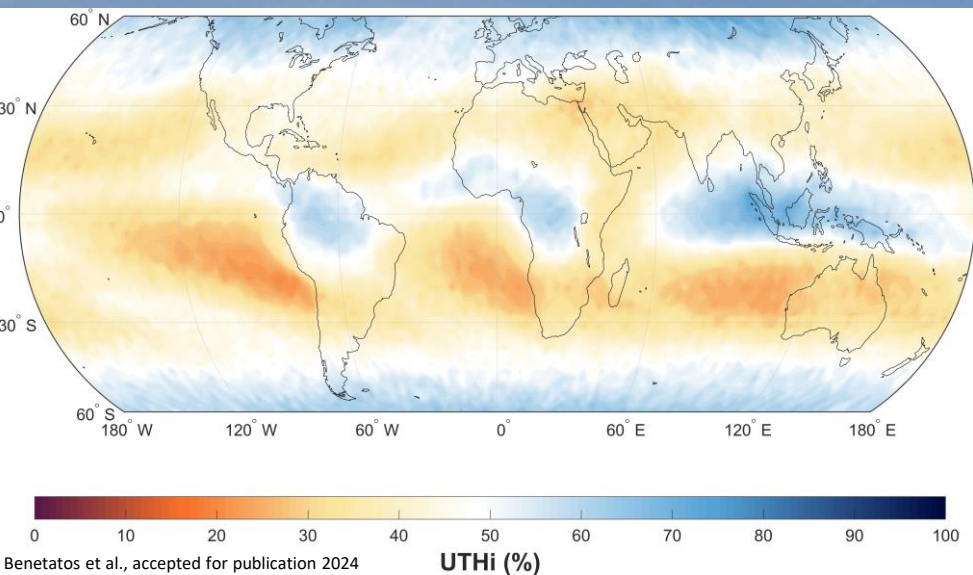 60° N
30° N
0°
30° S
60° S
180° W 120° W 60° W 0° 60° E 120° E 180° E
0 10 20 30 40 50 60 70 80 90 100
Benetatos et al., accepted for publication 2024
UTHi (%)